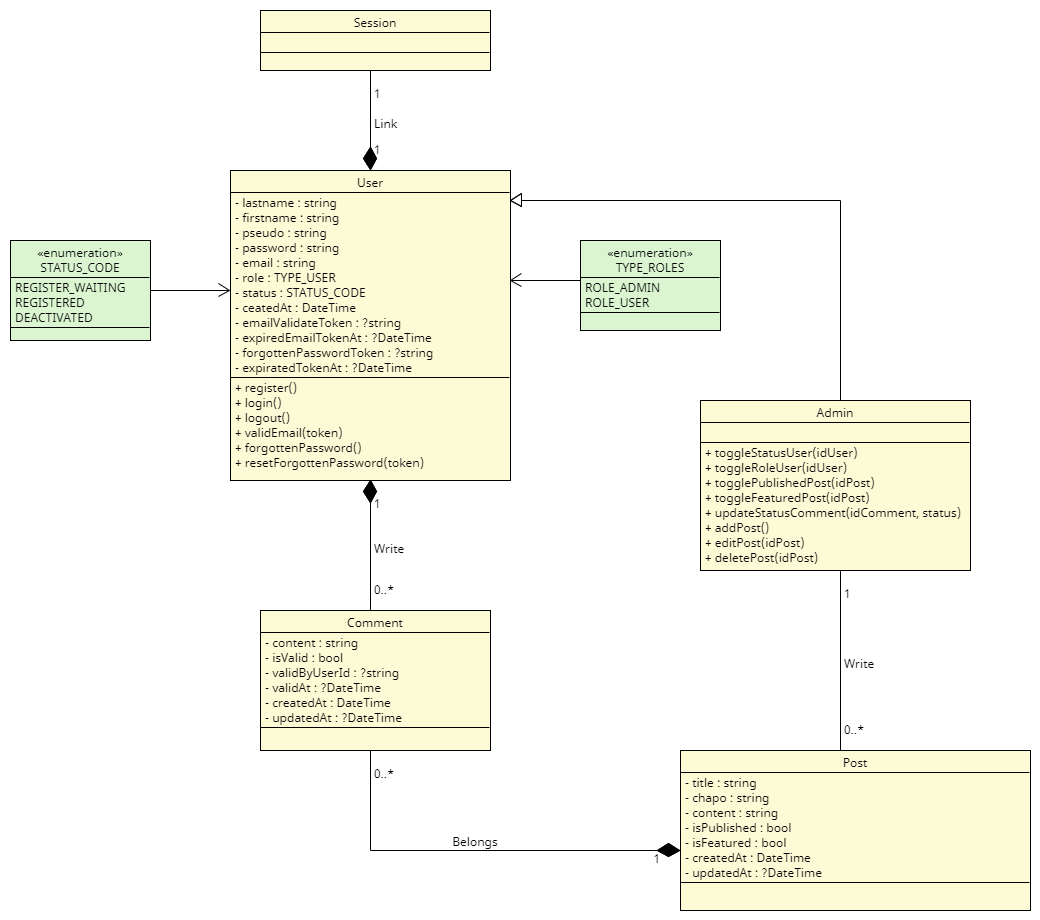 Session
1
Link
1
User
- lastname : string
- firstname : string
- pseudo : string
- password : string
- email : string
- role : TYPE_USER
- status : STATUS_CODE
- ceatedAt : DateTime
- emailValidateToken : ?string
- expiredEmailTokenAt : ?DateTime
- forgottenPasswordToken : ?string
- expiratedTokenAt : ?DateTime
+ register()
+ login()
+ logout()
+ validEmail(token)
+ forgottenPassword()
+ resetForgottenPassword(token)
«enumeration»
STATUS_CODE
REGISTER_WAITING
REGISTERED
DEACTIVATED
«enumeration»
TYPE_ROLES
ROLE_ADMIN
ROLE_USER
Admin
+ toggleStatusUser(idUser)
+ toggleRoleUser(idUser)
+ togglePublishedPost(idPost)
+ toggleFeaturedPost(idPost)
+ updateStatusComment(idComment, status)
+ addPost()
+ editPost(idPost)
+ deletePost(idPost)
1
Write
0..*
1
Write
0..*
Comment
- content : string
- isValid : bool
- validByUserId : ?string
- validAt : ?DateTime
- createdAt : DateTime
- updatedAt : ?DateTime
0..*
Belongs
1
Post
- title : string
- chapo : string
- content : string
- isPublished : bool
- isFeatured : bool
- createdAt : DateTime
- updatedAt : ?DateTime